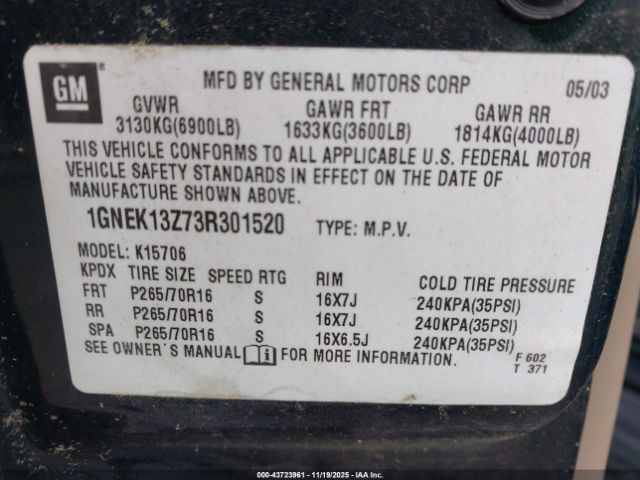 GM®
MFD BY GENERAL MOTORS CORP 05/03
GVWR GAWR FRT GAWR RR
3130KG(6900LB) 1633KG(3600LB) 1814KG(4000LB)
THIS VEHICLE CONFORMS TO ALL APPLICABLE U.S. FEDERAL MOTOR
VEHICLE SAFETY STANDARDS IN EFFECT ON THE DATE OF
MANUFACTURE SHOWN ABOVE.
1GNEK13Z73R301520 TYPE: M.P.V.
MODEL: K15706
KPDX TIRE SIZE SPEED RTG RIM COLD TIRE PRESSURE
FRT P265/70R16 S 16X7J 240KPA(35PSI)
RR P265/70R16 S 16X7J 240KPA(35PSI)
SPA P265/70R16 S 16X6.5J 240KPA(35PSI)
SEE OWNER'S MANUAL FOR MORE INFORMATION.
F 602
T 371
000-43723961 - 11/19/2025 - IAAI.COM